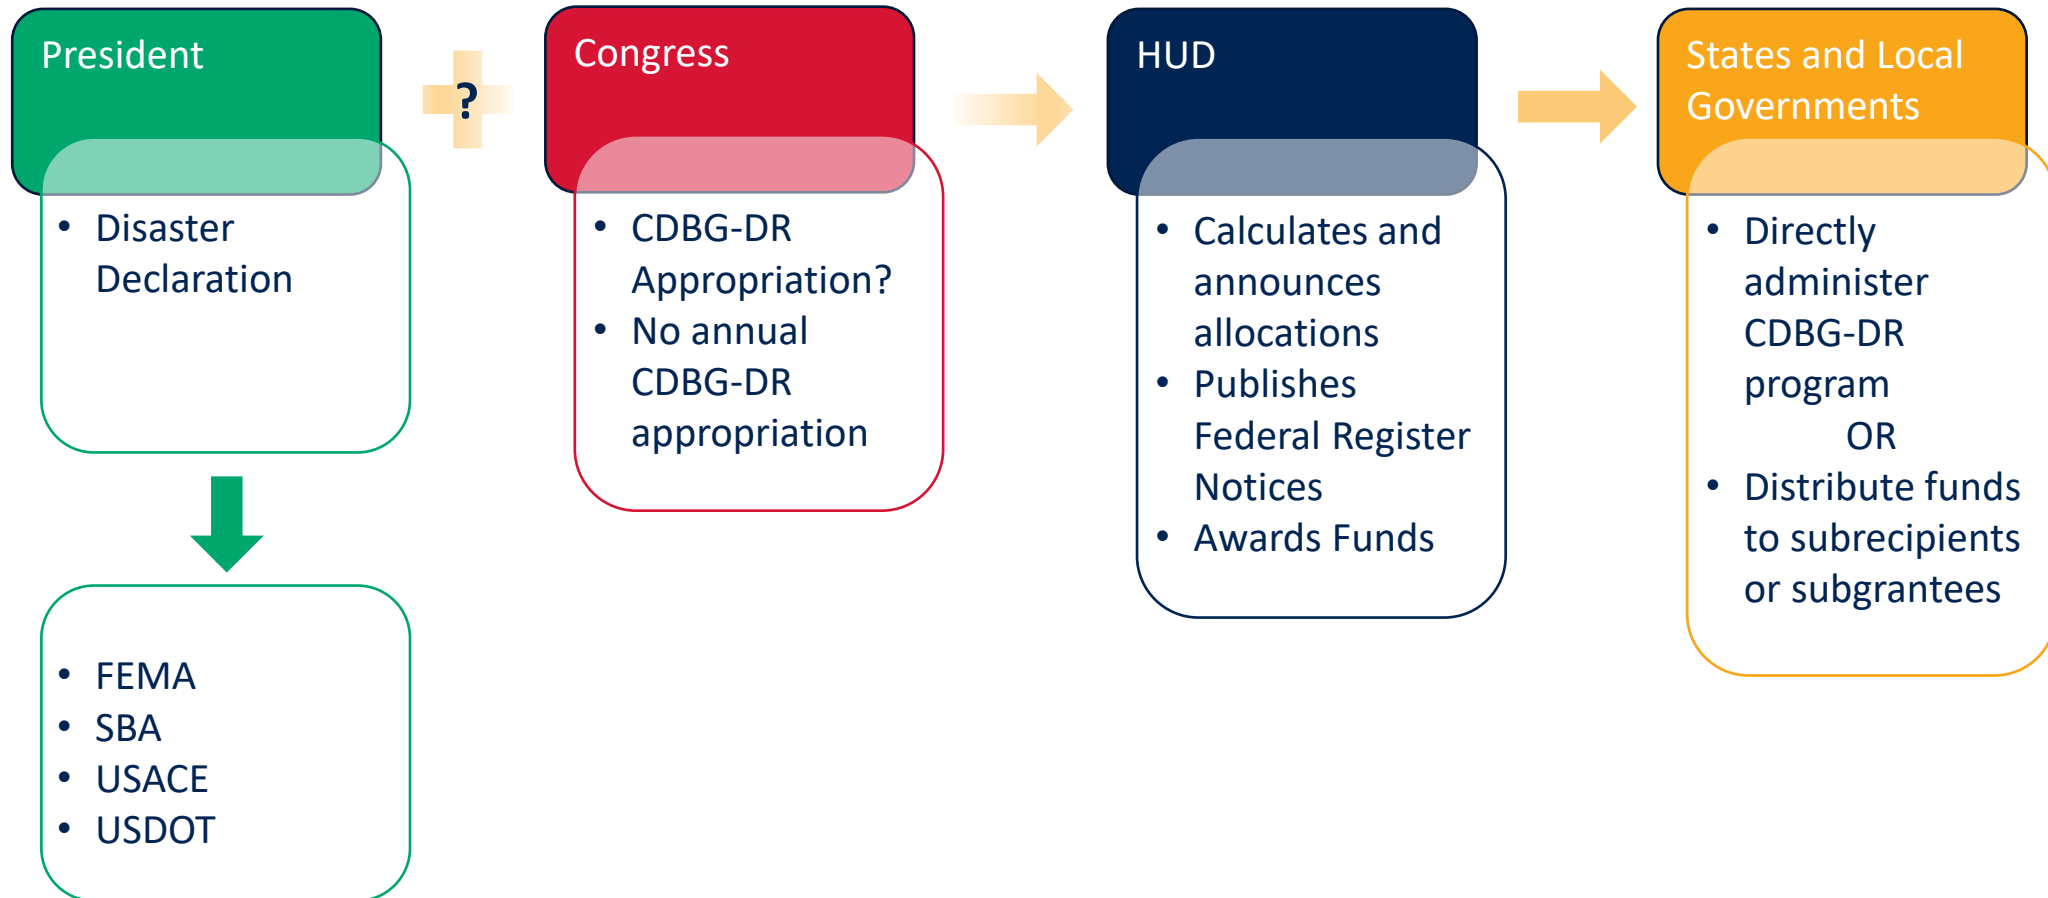 President
• Disaster
Declaration
• FEMA
• SBA
• USACE
• USDOT
?
Congress
• CDBG-DR
Appropriation?
• No annual
CDBG-DR
appropriation
HUD
• Calculates and
announces
allocations
• Publishes
Federal Register
Notices
• Awards Funds
States and Local
Governments
• Directly
administer
CDBG-DR
program
OR
• Distribute funds
to subrecipients
or subgrantees